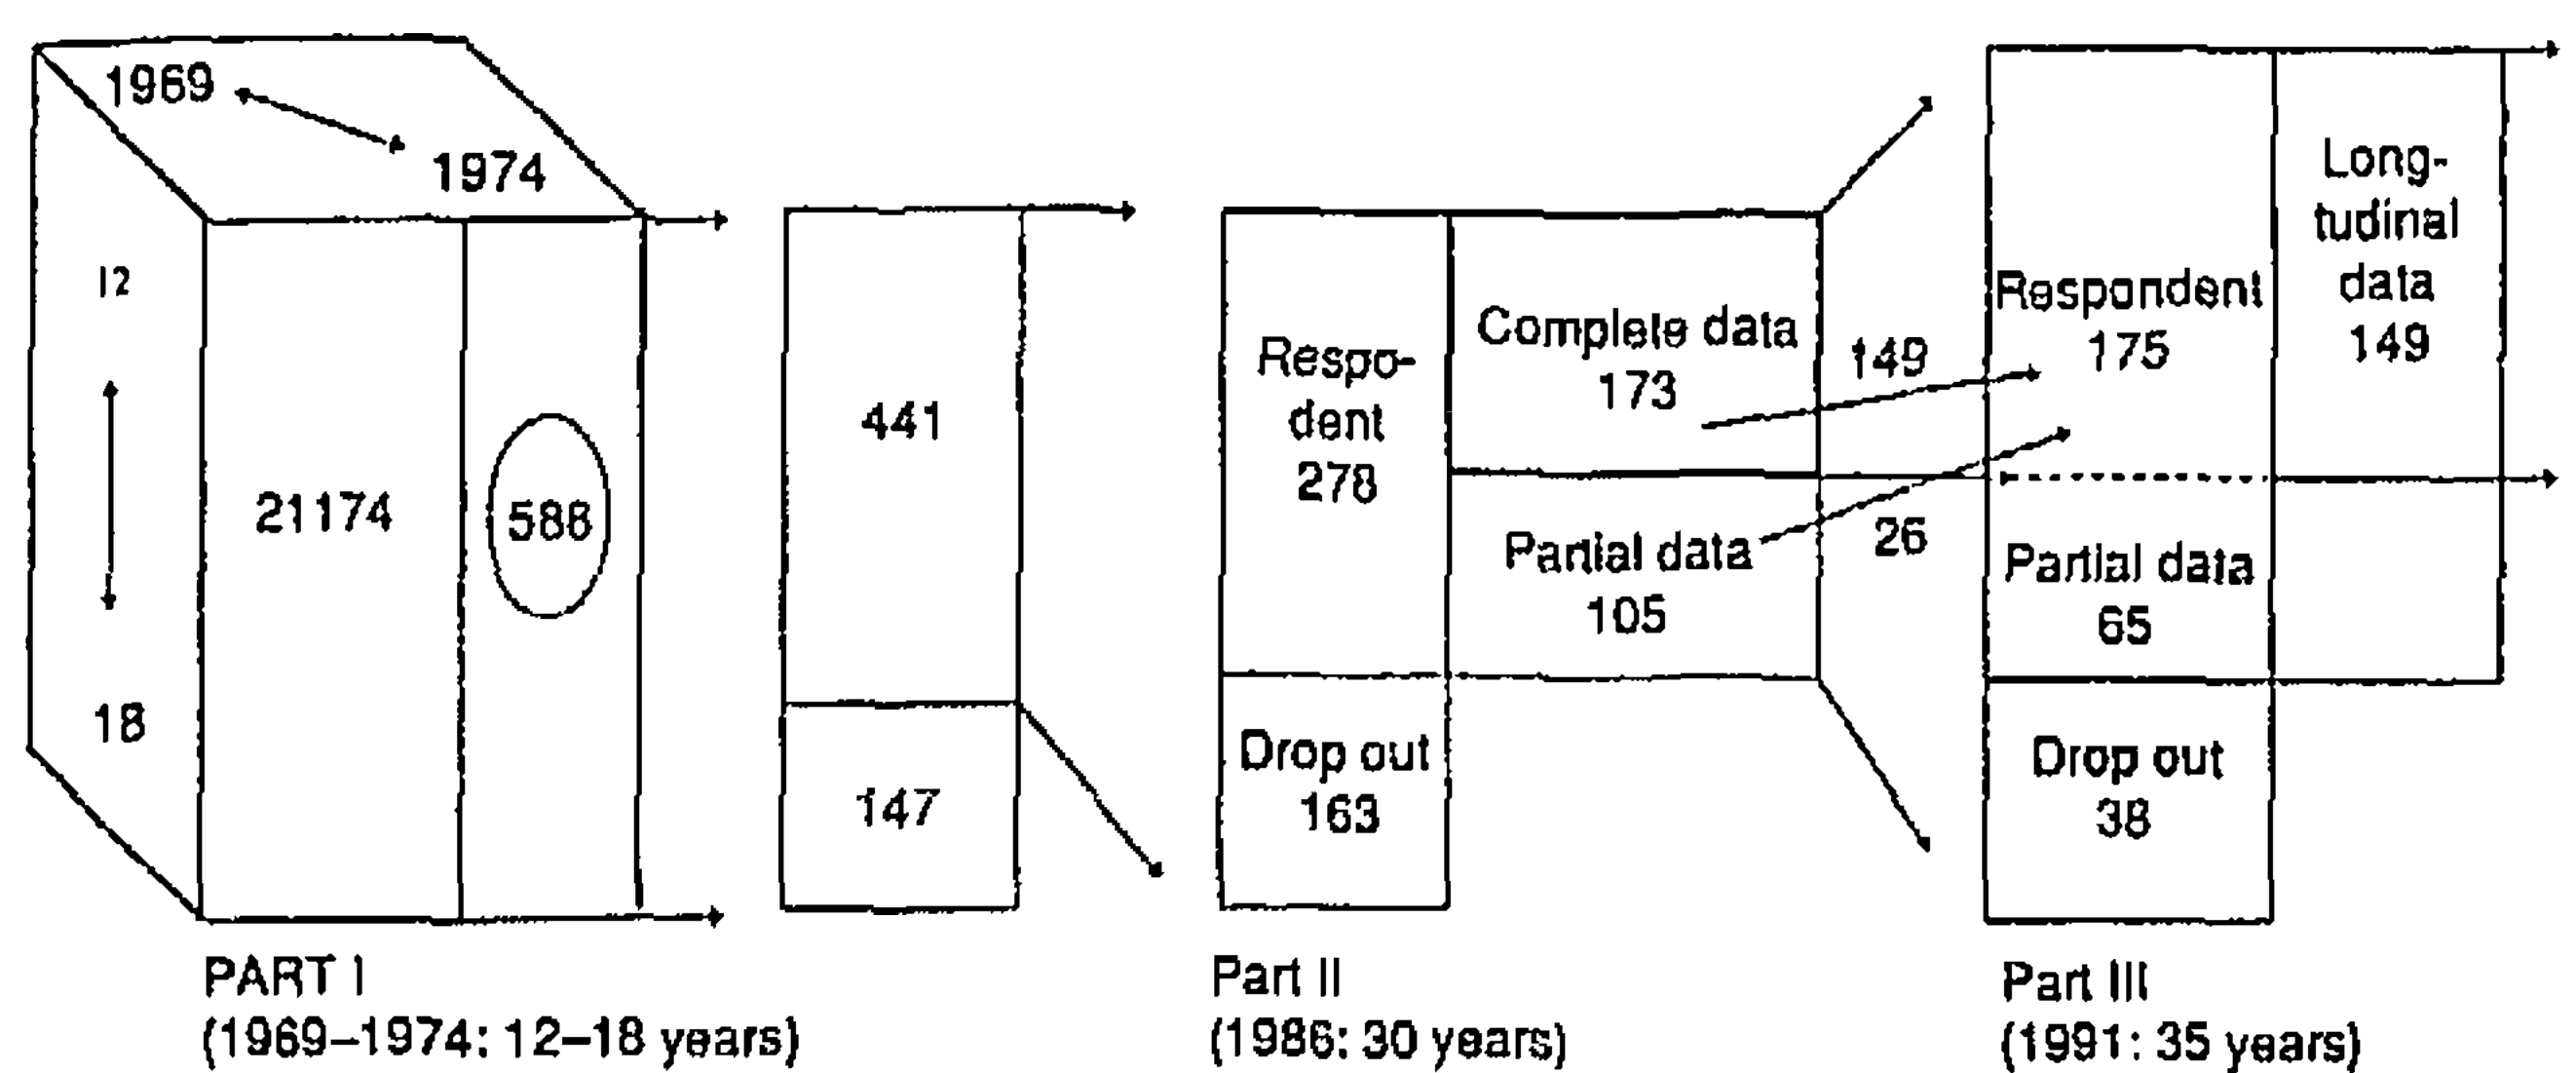 1969
1974
12
18
21174
588
PART I
(1969–1974: 12–18 years)
441
147
Respo-
dent
278
Complete data
173
Partial data
105
Drop out
163
149
26
Part II
(1986: 30 years)
Respondent
175
Long-
tudinal
data
149
Partial data
65
Drop out
38
Part III
(1991: 35 years)